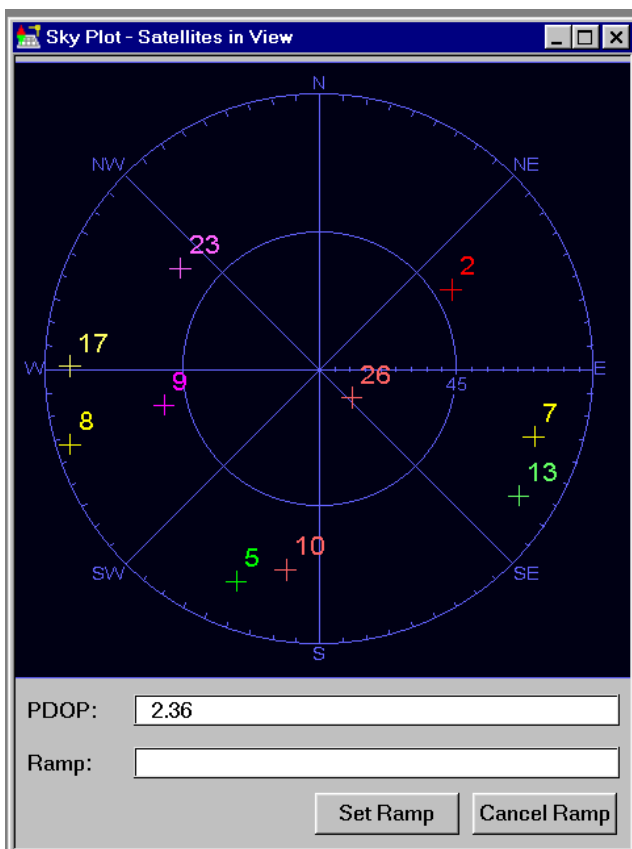 Sky Plot - Satellites in View
N
NW
NE
23
2
17
W
E
26
45
9
8
7
13
5
10
SW
SE
S
PDOP: 2.36
Ramp:
Set Ramp Cancel Ramp